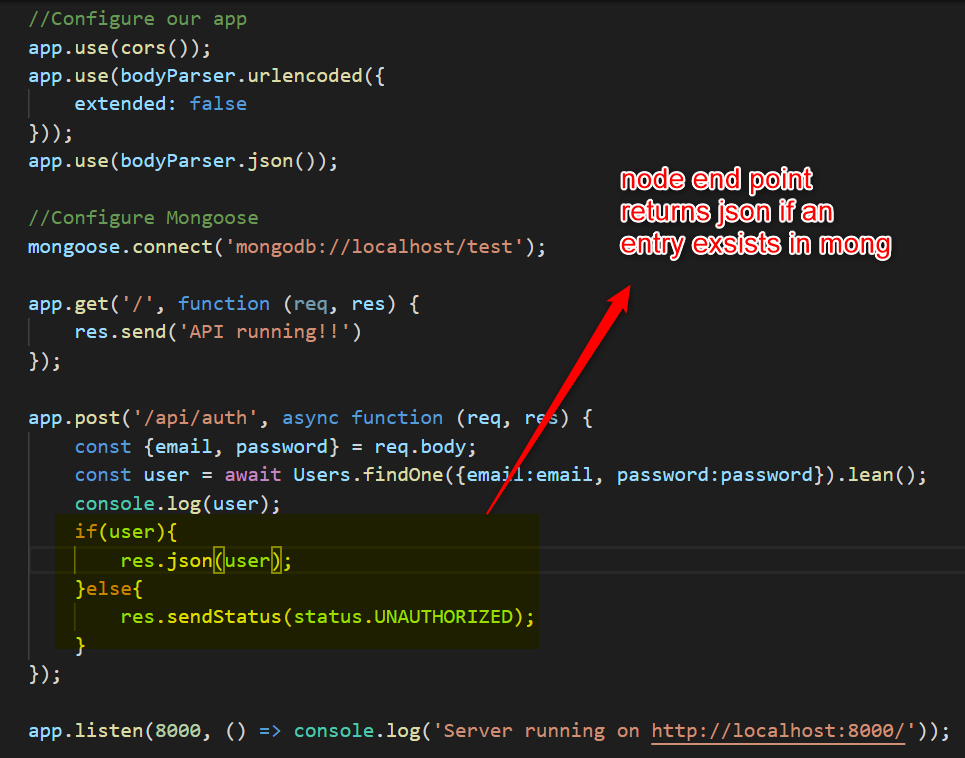 //Configure our app
app.use(cors());
app.use(bodyParser.urlencoded({
    extended: false
}));
app.use(bodyParser.json());
//Configure Mongoose
mongoose.connect('mongodb://localhost/test');
app.get('/', function (req, res) {
    res.send('API running!!')
});
app.post('/api/auth', async function (req, res) {
    const {email, password} = req.body;
    const user = await Users.findOne({email:email, password:password}).lean();
    console.log(user);
    if(user){
        res.json(user);
    }else{
        res.sendStatus(status.UNAUTHORIZED);
    }
});
app.listen(8000, () => console.log('Server running on http://localhost:8000/'));
node end point
returns json if an
entry exsists in mong